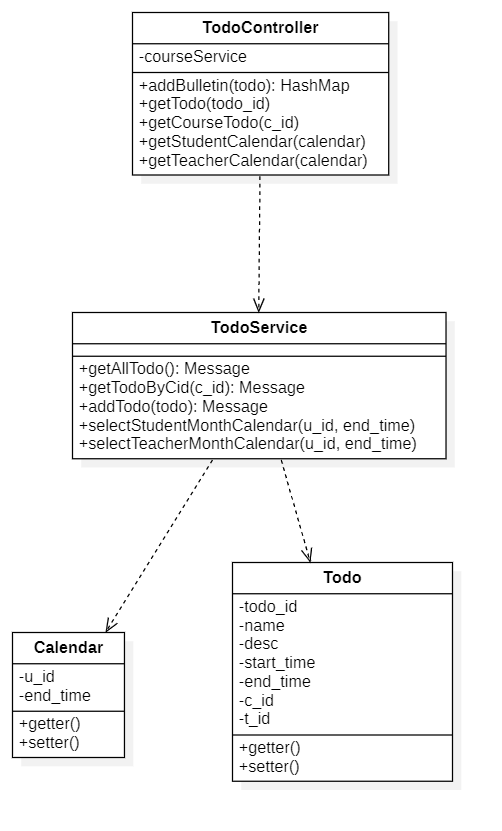 TodoController
-courseService
+addBulletin(todo): HashMap
+getTodo(todo_id)
+getCourseTodo(c_id)
+getStudentCalendar(calendar)
+getTeacherCalendar(calendar)
TodoService
+getAllTodo(): Message
+getTodoByCid(c_id): Message
+addTodo(todo): Message
+selectStudentMonthCalendar(u_id, end_time)
+selectTeacherMonthCalendar(u_id, end_time)
Calendar
-u_id
-end_time
+getter()
+setter()
Todo
-todo_id
-name
-desc
-start_time
-end_time
-c_id
-t_id
+getter()
+setter()